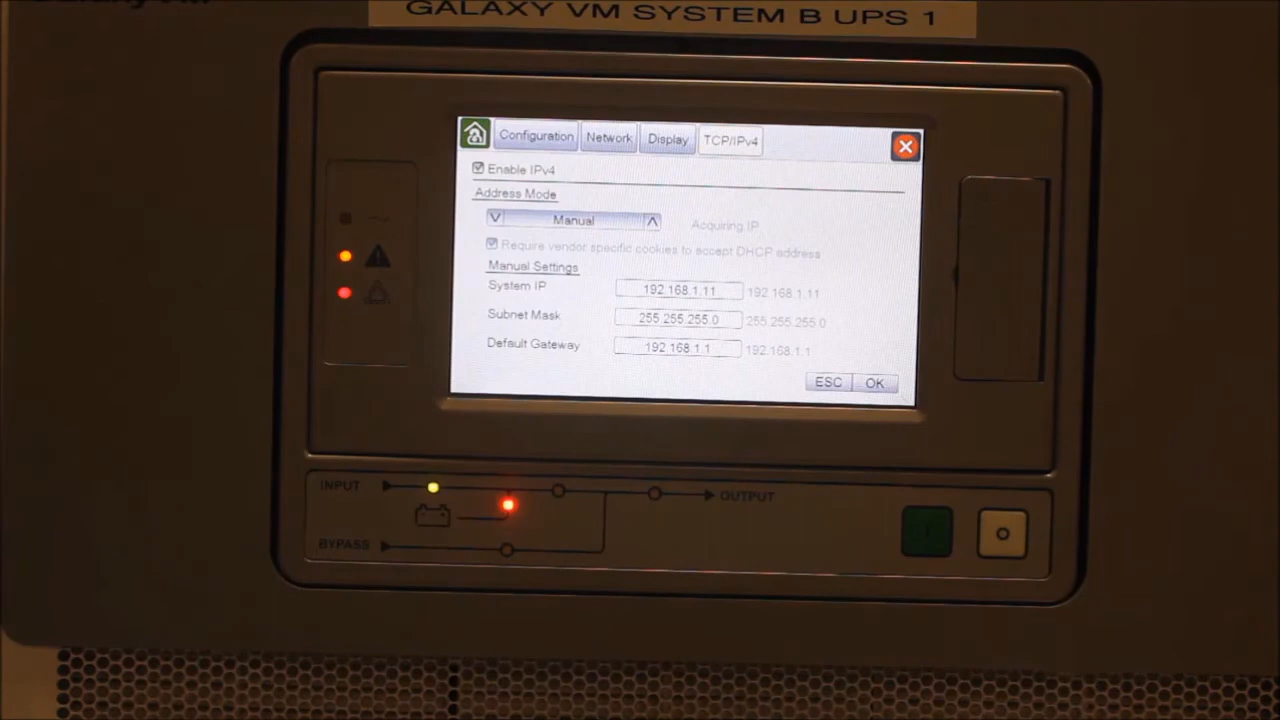 GALAXY VM SYSTEM B UPS 1
Configuration Network Display TCP/IPv4
Enable IPv4
Address Mode
Manual Acquiring IP
Require vendor specific cookies to accept DHCP address
Manual Settings
System IP 192.168.1.11 192.168.1.11
Subnet Mask 255.255.255.0 255.255.255.0
Default Gateway 192.168.1.1 192.168.1.1
ESC OK
INPUT
OUTPUT
BYPASS